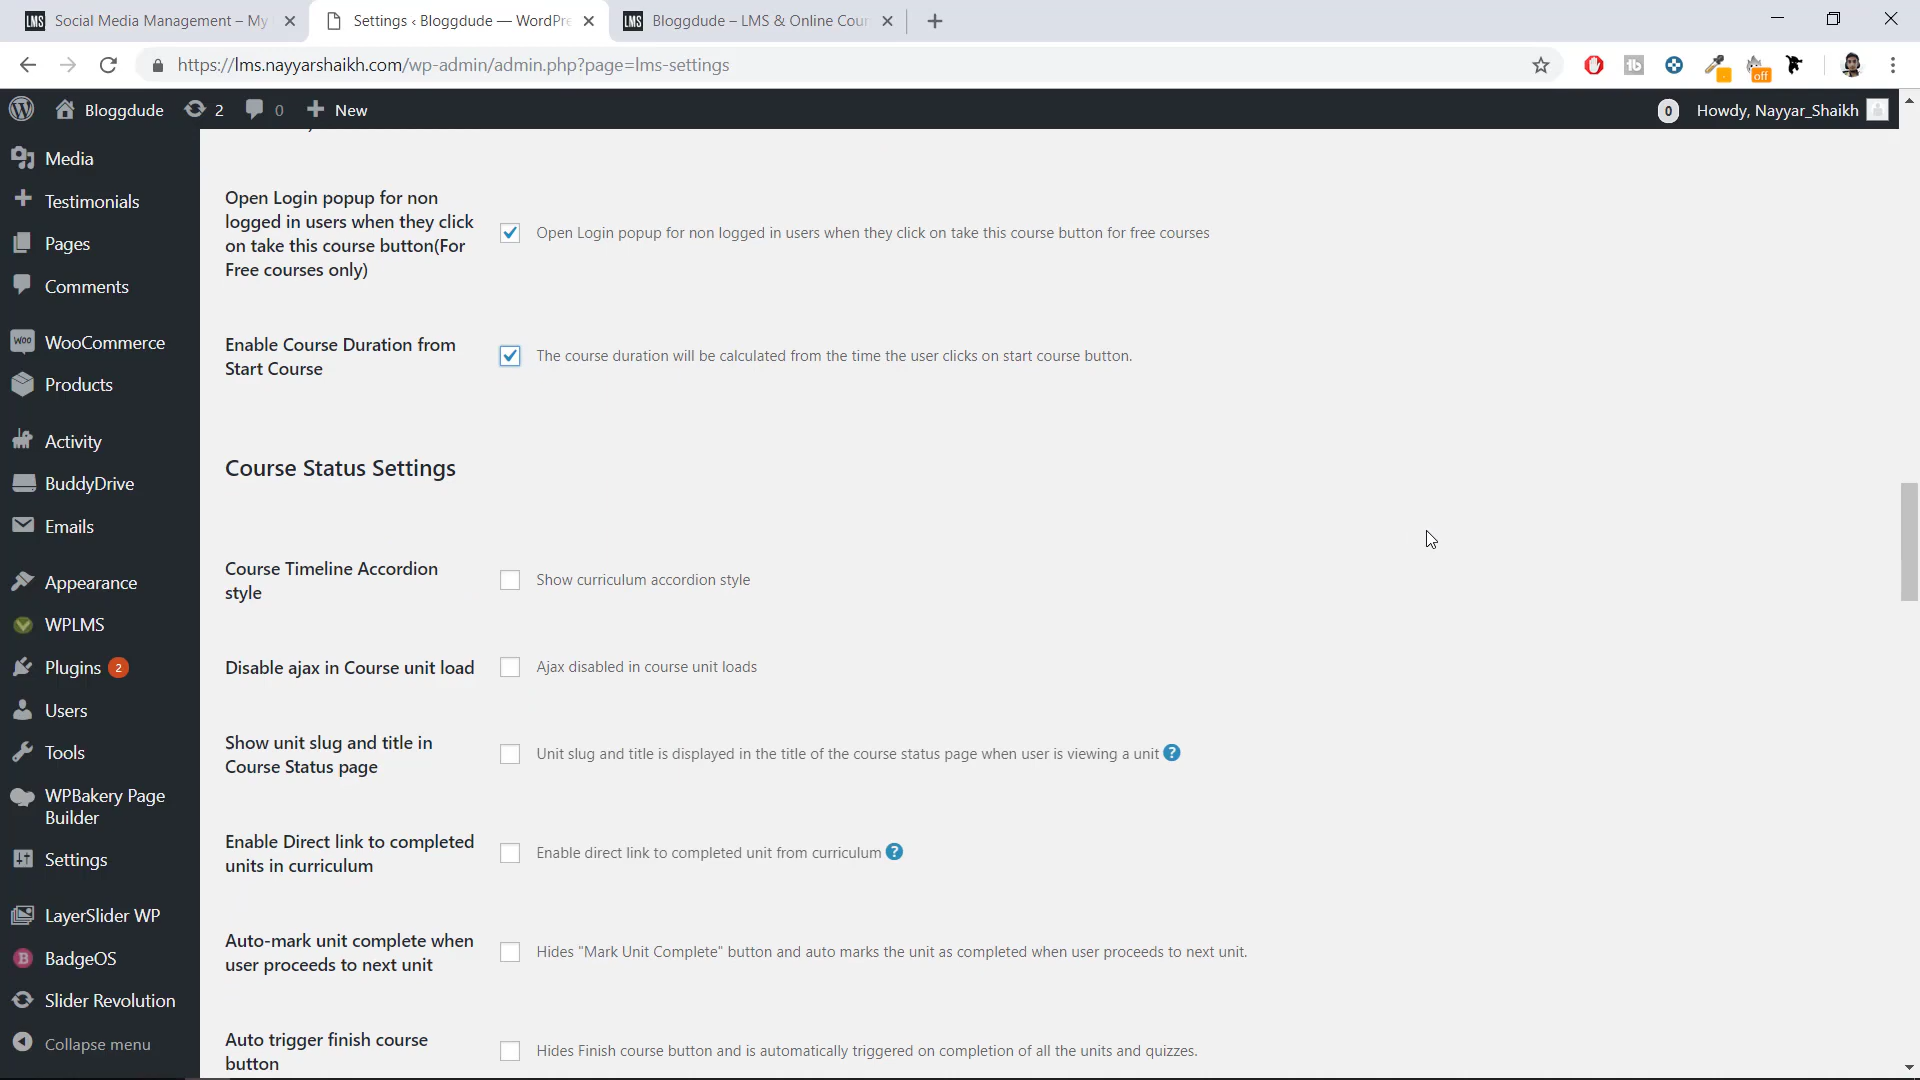 LMS Social Media Management – My
Settings ‹ Bloggdude — WordPre
LMS Bloggdude – LMS & Online Cour
https://lms.nayyarshaikh.com/wp-admin/admin.php?page=lms-settings
tb
off
Bloggdude 2 0 New
0 Howdy, Nayyar_Shaikh
Media
Testimonials
Pages
Comments
Woo WooCommerce
Products
Activity
BuddyDrive
Emails
Appearance
WPLMS
Plugins 2
Users
Tools
WPBakery Page
Builder
Settings
LayerSlider WP
B BadgeOS
Slider Revolution
Collapse menu
Open Login popup for non
logged in users when they click
on take this course button(For
Free courses only)
Open Login popup for non logged in users when they click on take this course button for free courses
Enable Course Duration from
Start Course
The course duration will be calculated from the time the user clicks on start course button.
Course Status Settings
Course Timeline Accordion
style
Show curriculum accordion style
Disable ajax in Course unit load
Ajax disabled in course unit loads
Show unit slug and title in
Course Status page
Unit slug and title is displayed in the title of the course status page when user is viewing a unit ?
Enable Direct link to completed
units in curriculum
Enable direct link to completed unit from curriculum ?
Auto-mark unit complete when
user proceeds to next unit
Hides "Mark Unit Complete" button and auto marks the unit as completed when user proceeds to next unit.
Auto trigger finish course
button
Hides Finish course button and is automatically triggered on completion of all the units and quizzes.